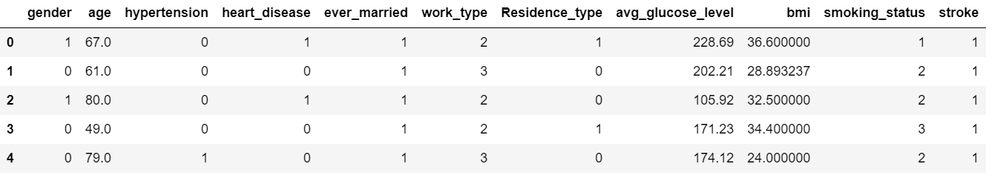 gender age hypertension heart_disease ever_married work_type Residence_type avg_glucose_level bmi smoking_status stroke
0 1 67.0 0 1 1 2 1 228.69 36.600000 1 1
1 0 61.0 0 0 1 3 0 202.21 28.893237 2 1
2 1 80.0 0 1 1 2 0 105.92 32.500000 2 1
3 0 49.0 0 0 1 2 1 171.23 34.400000 3 1
4 0 79.0 1 0 1 3 0 174.12 24.000000 2 1